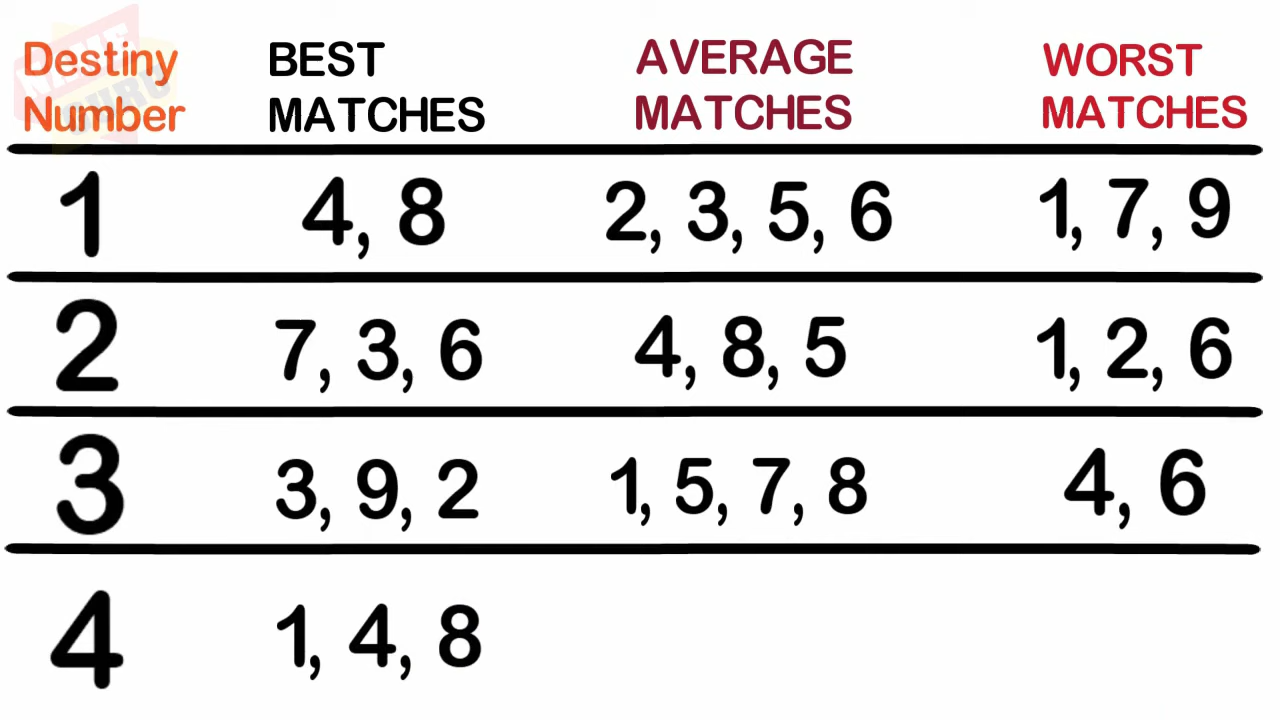 Destiny Number BEST MATCHES AVERAGE MATCHES WORST MATCHES
1 4, 8 2, 3, 5, 6 1, 7, 9
2 7, 3, 6 4, 8, 5 1, 2, 6
3 3, 9, 2 1, 5, 7, 8 4, 6
4 1, 4, 8